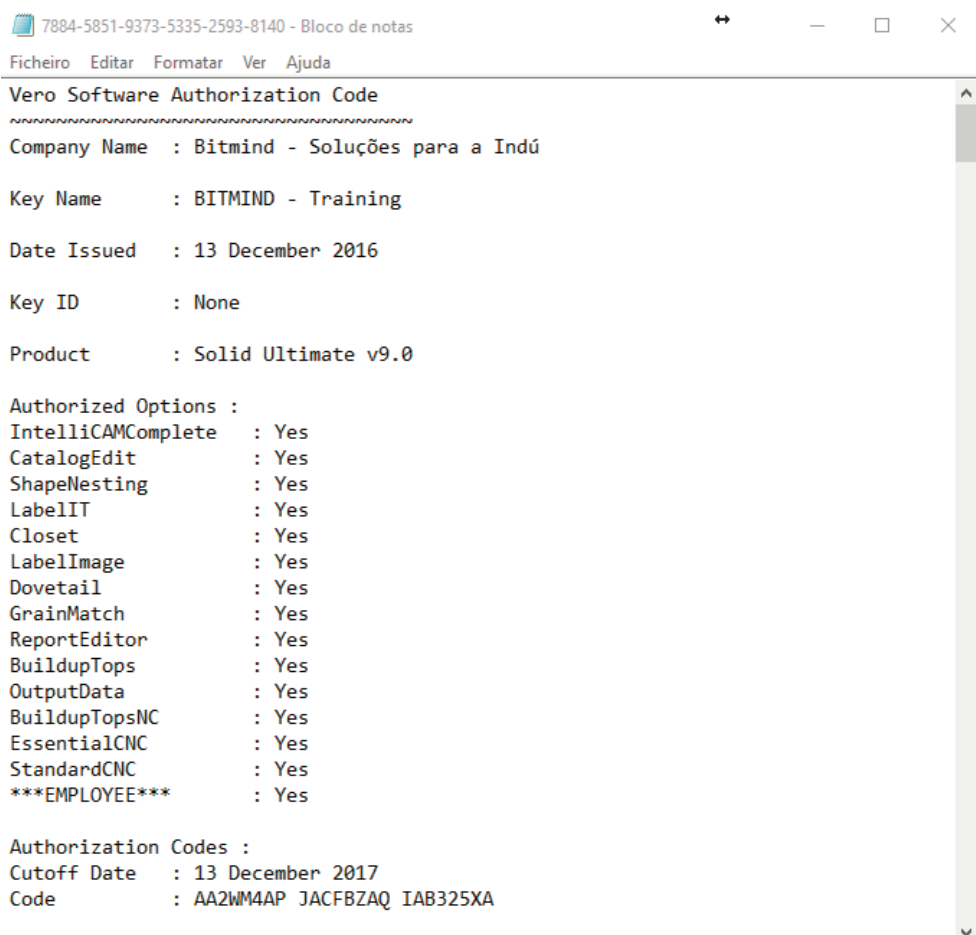 7884-5851-9373-5335-2593-8140 - Bloco de notas
Ficheiro Editar Formatar Ver Ajuda
Vero Software Authorization Code
~~~~~~~~~~~~~~~~~~~~~~~~~~~~~~~~~~~
Company Name : Bitmind - Soluções para a Indú
Key Name : BITMIND - Training
Date Issued : 13 December 2016
Key ID : None
Product : Solid Ultimate v9.0
Authorized Options :
IntelliCAMComplete : Yes
CatalogEdit : Yes
ShapeNesting : Yes
LabelIT : Yes
Closet : Yes
LabelImage : Yes
Dovetail : Yes
GrainMatch : Yes
ReportEditor : Yes
BuildupTops : Yes
OutputData : Yes
BuildupTopsNC : Yes
EssentialCNC : Yes
StandardCNC : Yes
***EMPLOYEE*** : Yes
Authorization Codes :
Cutoff Date : 13 December 2017
Code : AA2WM4AP JACFBZAQ IAB325XA